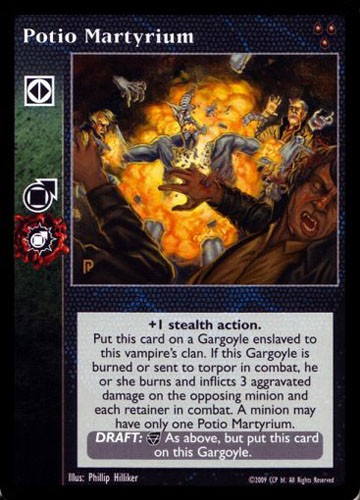 Potio Martyrium
+1 stealth action.
Put this card on a Gargoyle enslaved to
this vampire's clan. If this Gargoyle is
burned or sent to torpor in combat, he
or she burns and inflicts 3 aggravated
damage on the opposing minion and
each retainer in combat. A minion may
have only one Potio Martyrium.
DRAFT: As above, but put this card
on this Gargoyle.
Illus: Phillip Hilliker
©2009 CCP hf. All Rights Reserved